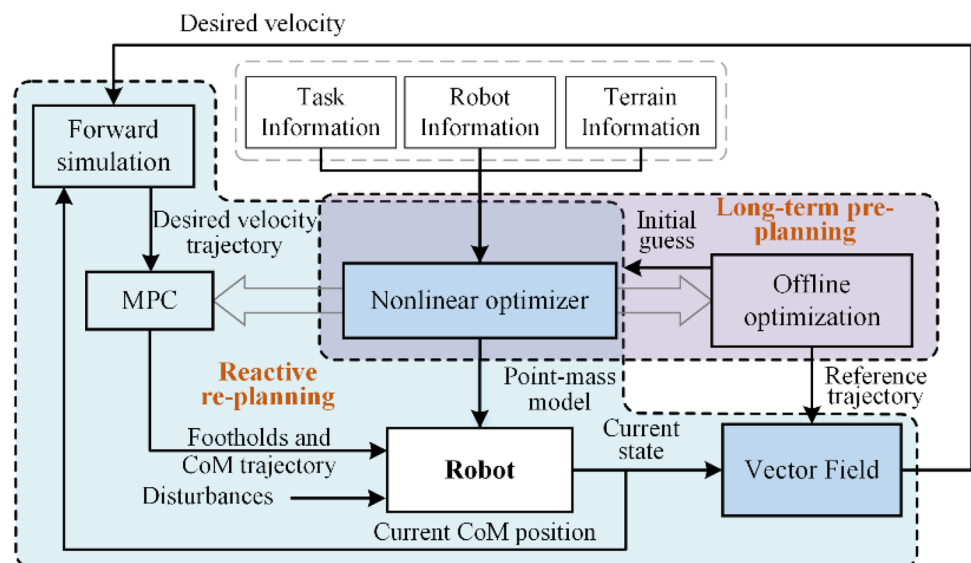 Desired velocity
Task
Information
Robot
Information
Terrain
Information
Forward
simulation
Desired velocity
trajectory
Initial
guess
Long-term pre-
planning
MPC
Nonlinear optimizer
Offline
optimization
Reactive
re-planning
Point-mass
model
Reference
trajectory
Footholds and
CoM trajectory
Disturbances
Robot
Current
state
Vector Field
Current CoM position